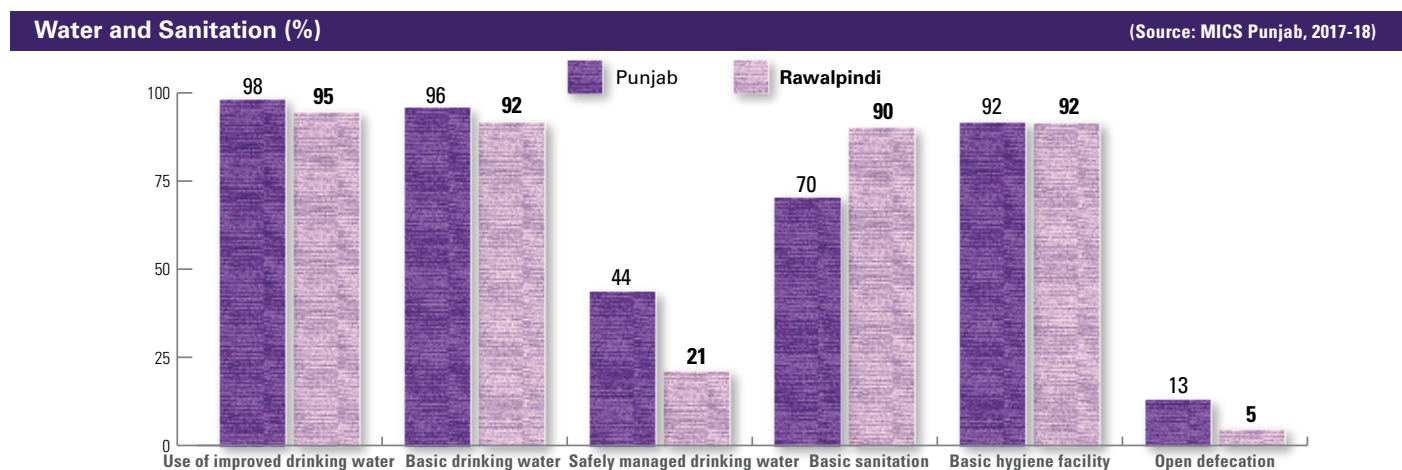 Water and Sanitation (%)
(Source: MICS Punjab, 2017-18)
Punjab
Rawalpindi
100
75
50
25
0
98
95
96
92
44
21
70
90
92
92
13
5
Use of improved drinking water
Basic drinking water
Safely managed drinking water
Basic sanitation
Basic hygiene facility
Open defecation